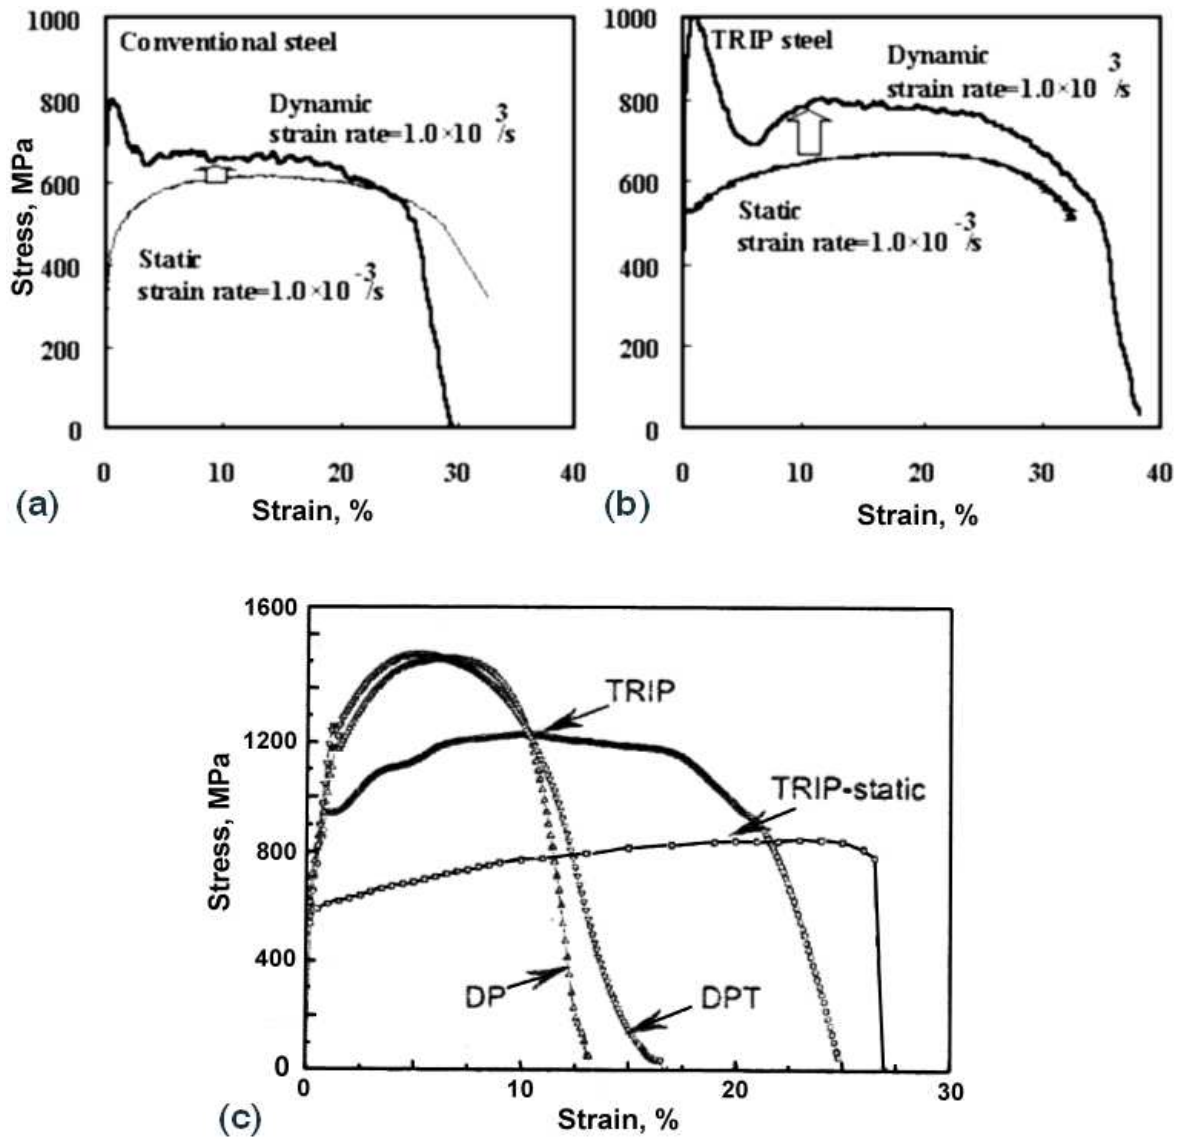 1000
Conventional steel
800
Dynamic
strain rate=1.0×10 3/s
600
Static
strain rate=1.0×10 -3/s
400
200
0
0 10 20 30 40
Stress, MPa
(a)
Strain, %
1000
TRIP steel
Dynamic
strain rate=1.0×10 3/s
800
600
Static
strain rate=1.0×10 -3/s
400
200
0
0 10 20 30 40
(b)
Strain, %
1600
TRIP
1200
TRIP-static
800
Stress, MPa
400
DP
DPT
0
0 10 20 30
(c)
Strain, %